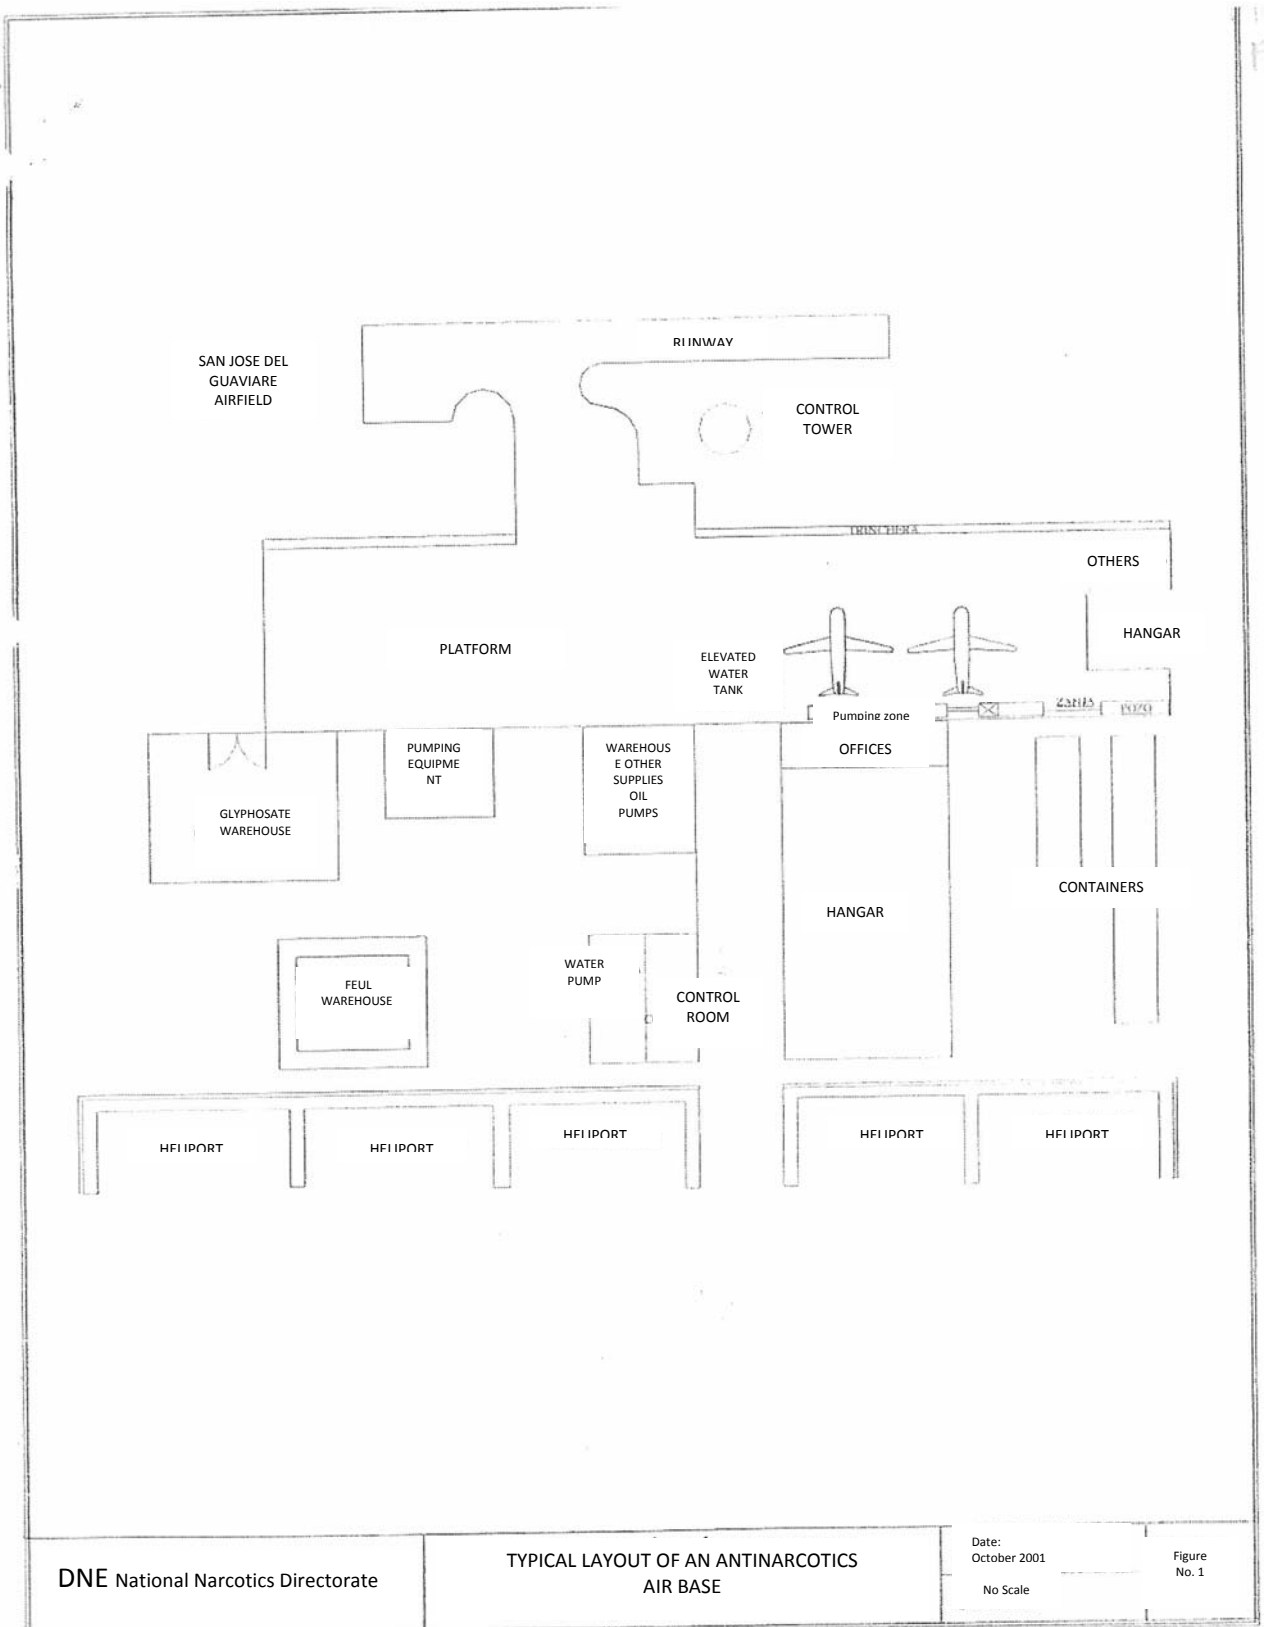 RUNWAY
SAN JOSE DEL
GUAVIARE
AIRFIELD
CONTROL
TOWER
TRINCHERA
OTHERS
HANGAR
PLATFORM
ELEVATED
WATER
TANK
ZANJA
POZO
Pumping zone
OFFICES
PUMPING
EQUIPME
NT
WAREHOUS
E OTHER
SUPPLIES
OIL
PUMPS
GLYPHOSATE
WAREHOUSE
CONTAINERS
HANGAR
WATER
PUMP
FEUL
WAREHOUSE
CONTROL
ROOM
HELIPORT
HELIPORT
HELIPORT
HELIPORT
HELIPORT
DNE National Narcotics Directorate
TYPICAL LAYOUT OF AN ANTINARCOTICS
AIR BASE
Date:
October 2001
No Scale
Figure
No. 1